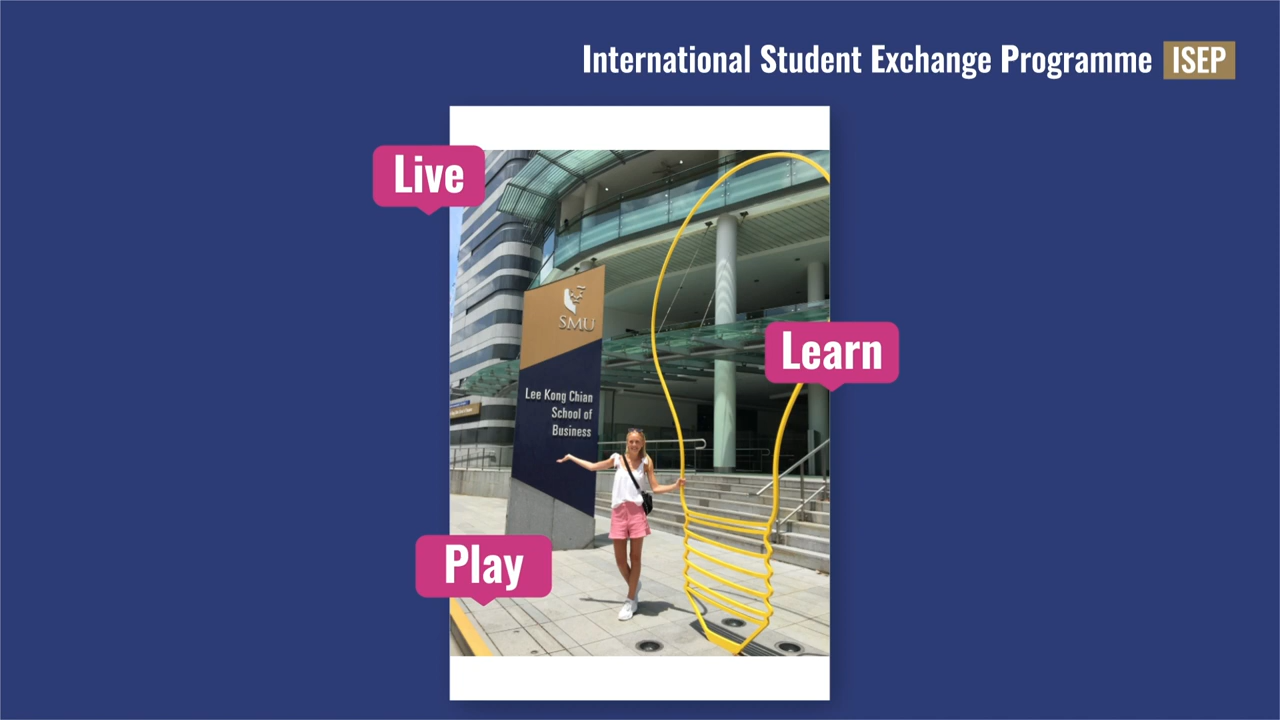 International Student Exchange Programme ISEP
Live
SMU
Learn
Lee Kong Chian
School of
Business
Play